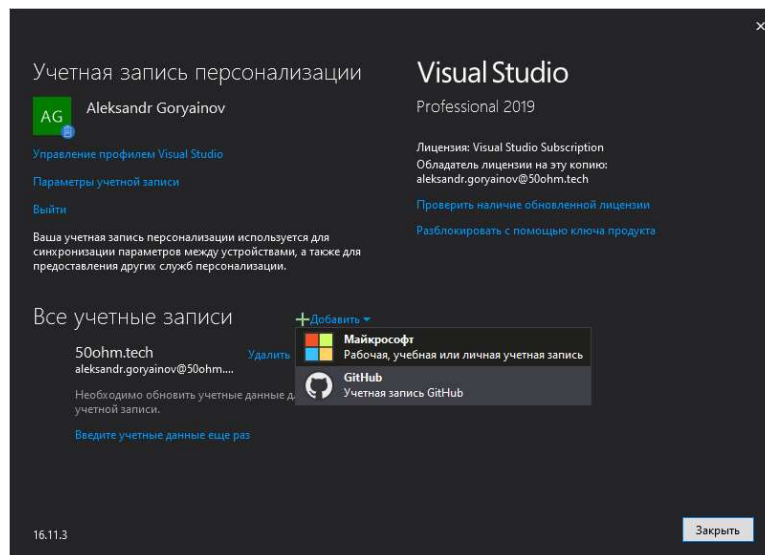 Учетная запись персонализации
AG
Aleksandr Goryainov
Управление профилем Visual Studio
Параметры учетной записи
Выйти
Ваша учетная запись персонализации используется для
синхронизации параметров между устройствами, а также для
предоставления других служб персонализации.
Visual Studio
Professional 2019
Лицензия: Visual Studio Subscription
Обладатель лицензии на эту копию:
aleksandr.goryainov@50ohm.tech
Проверить наличие обновленной лицензии
Разблокировать с помощью ключа продукта
Все учетные записи
Добавить
50ohm.tech
Удалить
aleksandr.goryainov@50ohm....
Необходимо обновить учетные данные
учетной записи.
Введите учетные данные еще раз
Майкрософт
Рабочая, учебная или личная учетная запись
GitHub
Учетная запись GitHub
16.11.3
Закрыть